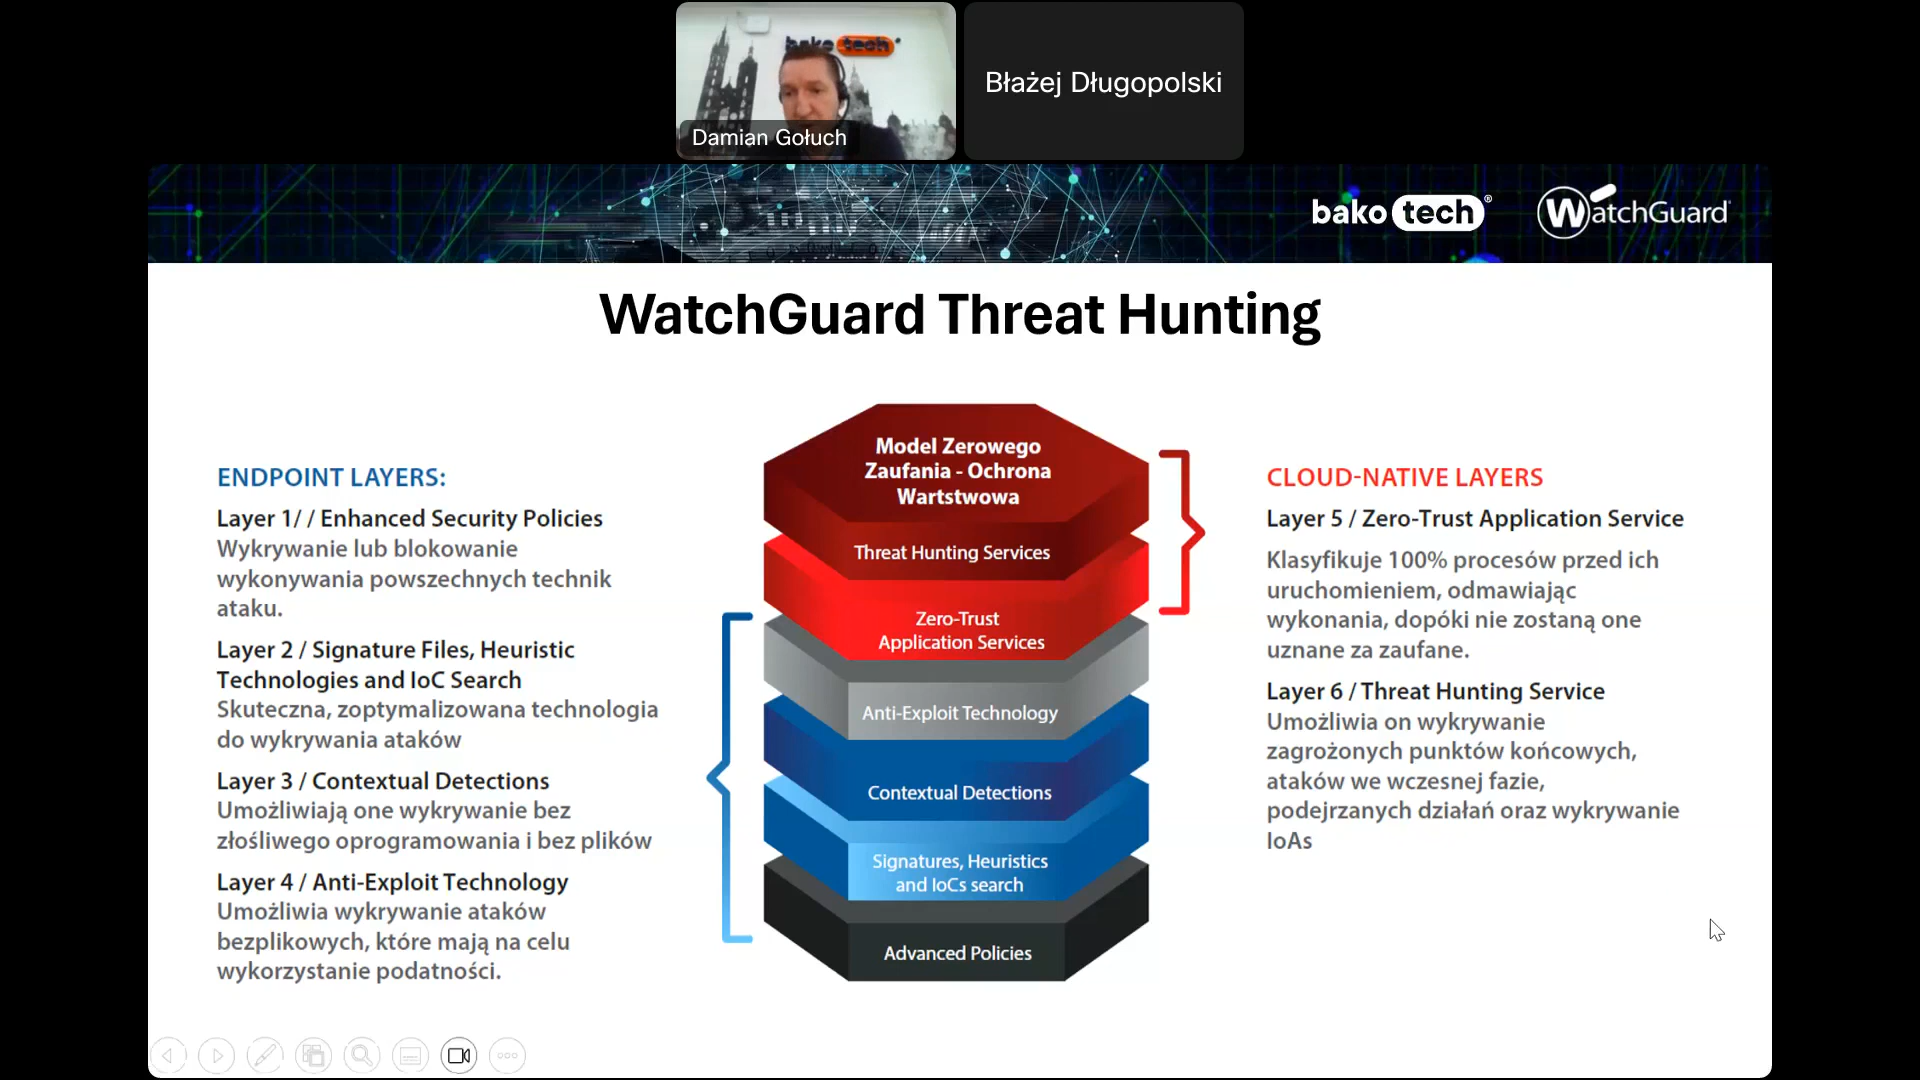 bako tech
Damian Gołuch
Błażej Długopolski
bako tech®
WatchGuard
WatchGuard Threat Hunting
ENDPOINT LAYERS:
Layer 1/ / Enhanced Security Policies
Wykrywanie lub blokowanie
wykonywania powszechnych technik
ataku.
Layer 2 / Signature Files, Heuristic
Technologies and IoC Search
Skuteczna, zoptymalizowana technologia
do wykrywania ataków
Layer 3 / Contextual Detections
Umożliwiają one wykrywanie bez
złośliwego oprogramowania i bez plików
Layer 4 / Anti-Exploit Technology
Umożliwia wykrywanie ataków
bezplikowych, które mają na celu
wykorzystanie podatności.
Model Zerowego
Zaufania - Ochrona
Wartstwowa
Threat Hunting Services
Zero-Trust
Application Services
Anti-Exploit Technology
Contextual Detections
Signatures, Heuristics
and IoCs search
Advanced Policies
CLOUD-NATIVE LAYERS
Layer 5 / Zero-Trust Application Service
Klasyfikuje 100% procesów przed ich
uruchomieniem, odmawiając
wykonania, dopóki nie zostaną one
uznane za zaufane.
Layer 6 / Threat Hunting Service
Umożliwia on wykrywanie
zagrożonych punktów końcowych,
ataków we wczesnej fazie,
podejrzanych działań oraz wykrywanie
IoAs